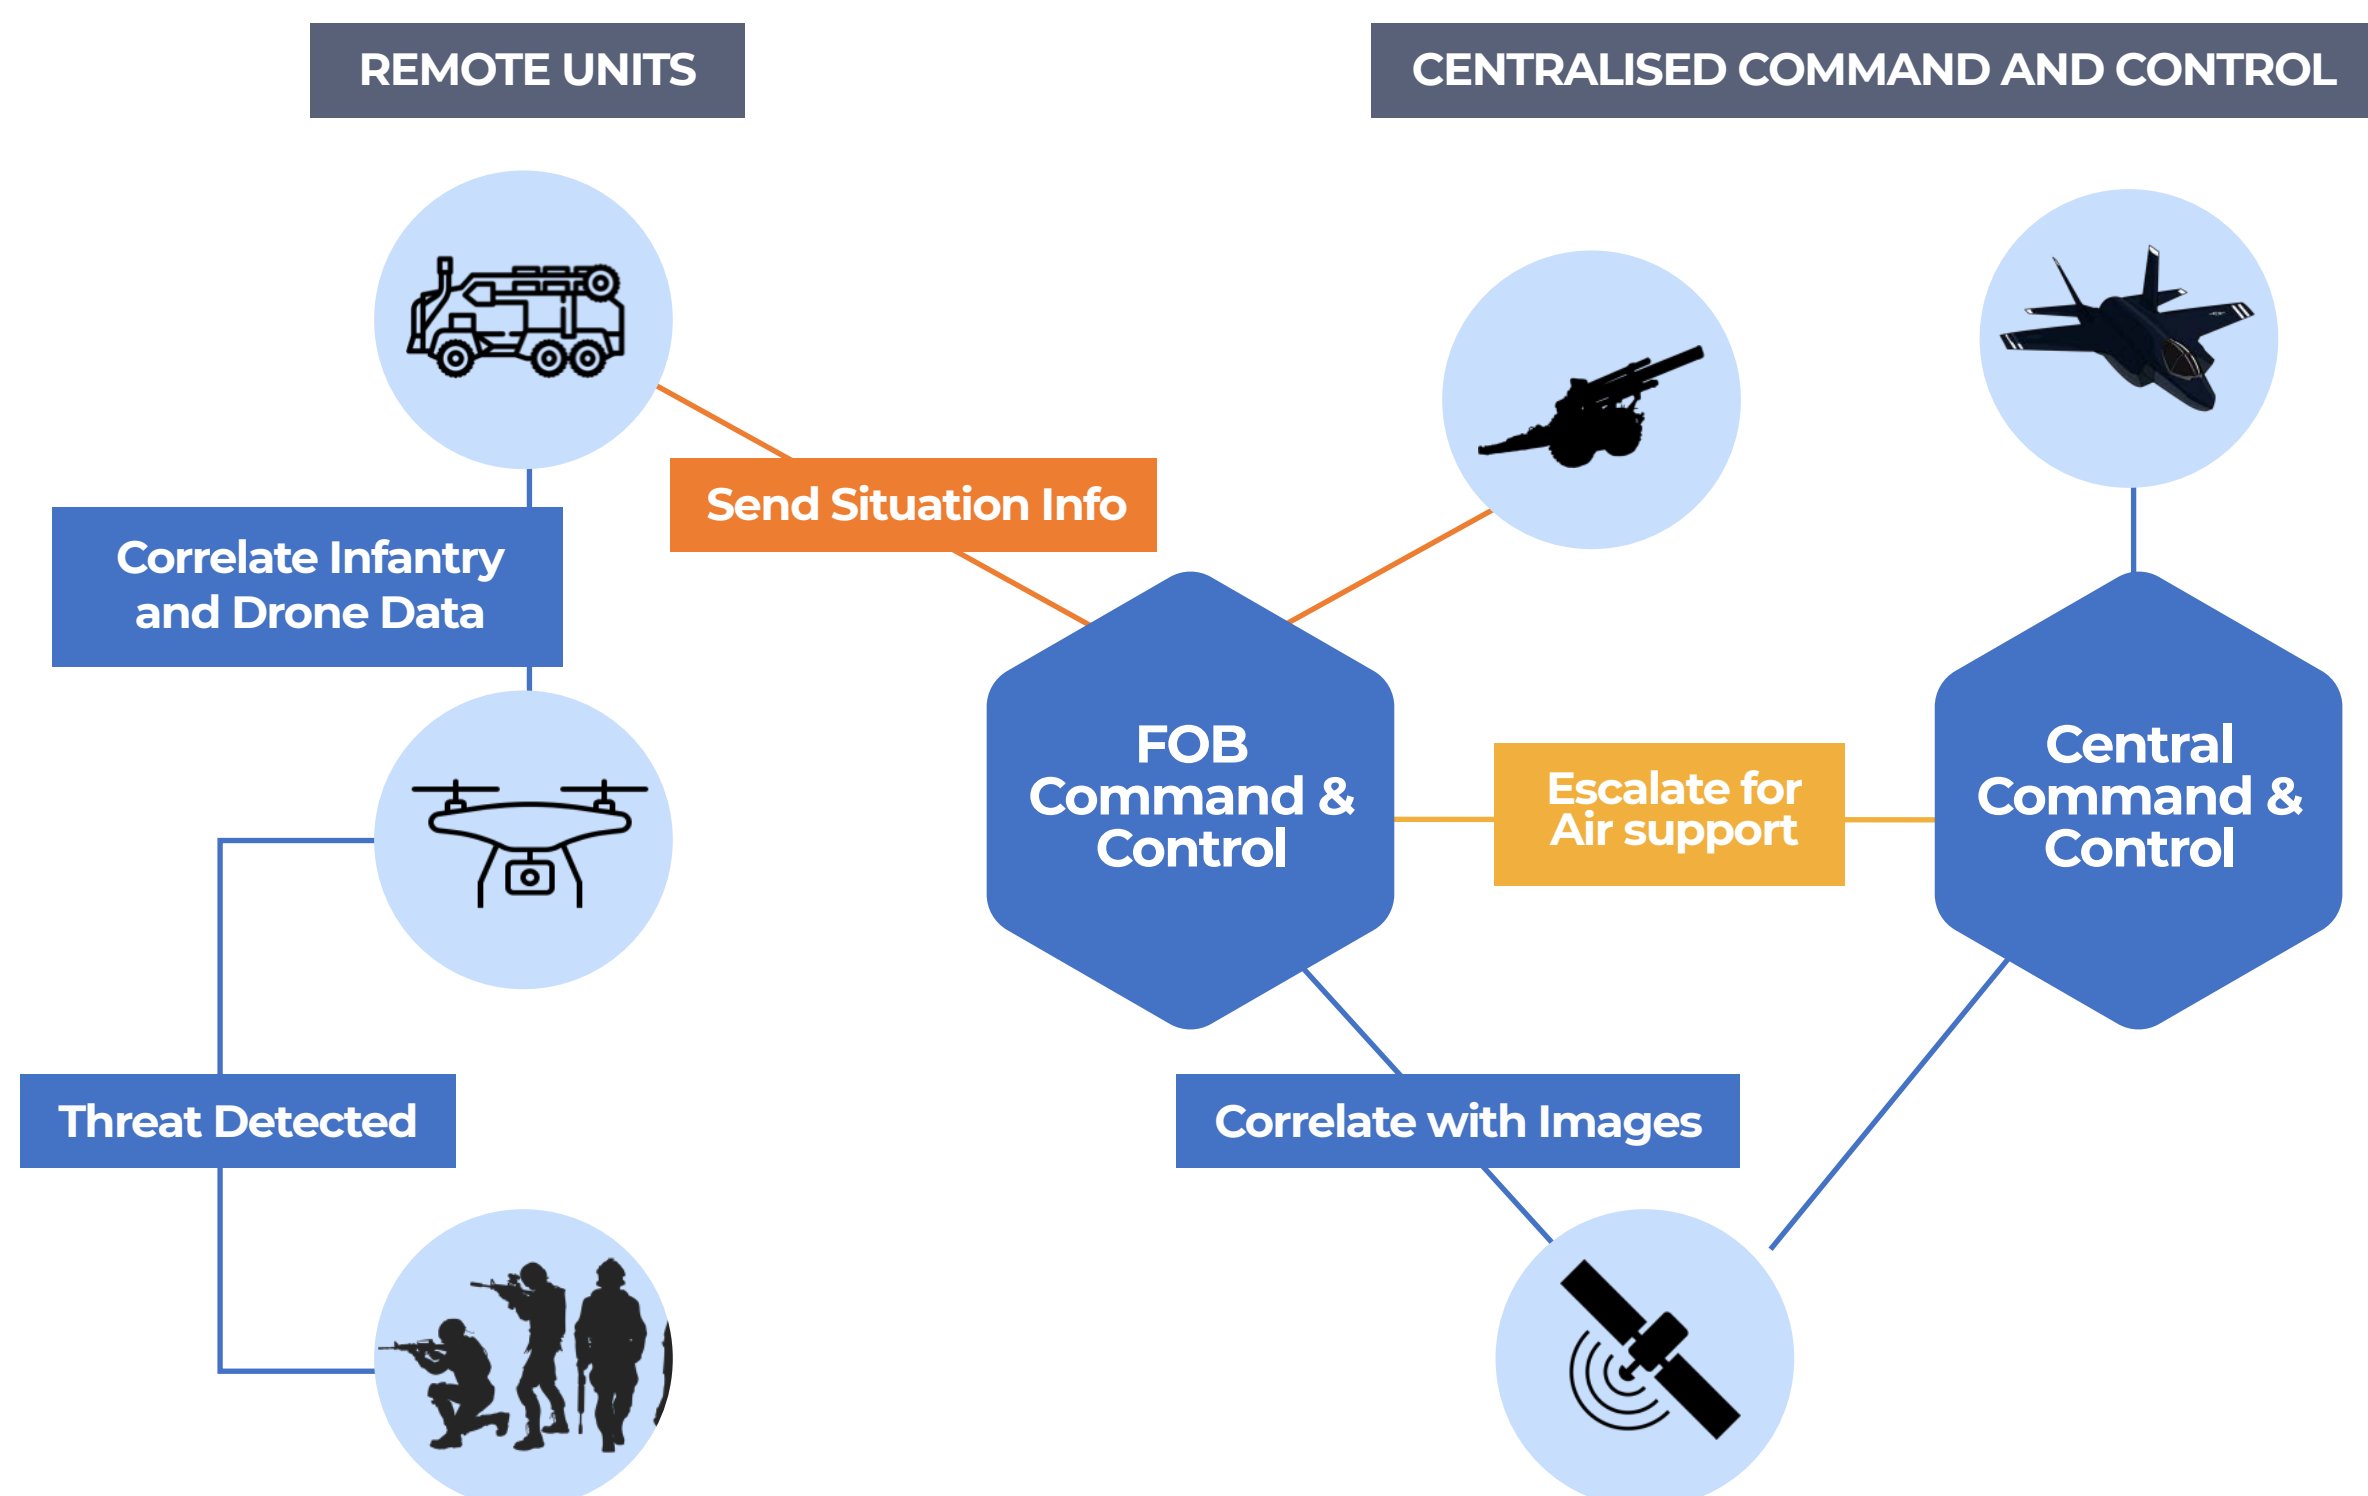 REMOTE UNITS
CENTRALISED COMMAND AND CONTROL
Send Situation Info
Correlate Infantry
and Drone Data
FOB
Command &
Control
Escalate for
Air support
Central
Command &
Control
Threat Detected
Correlate with Images